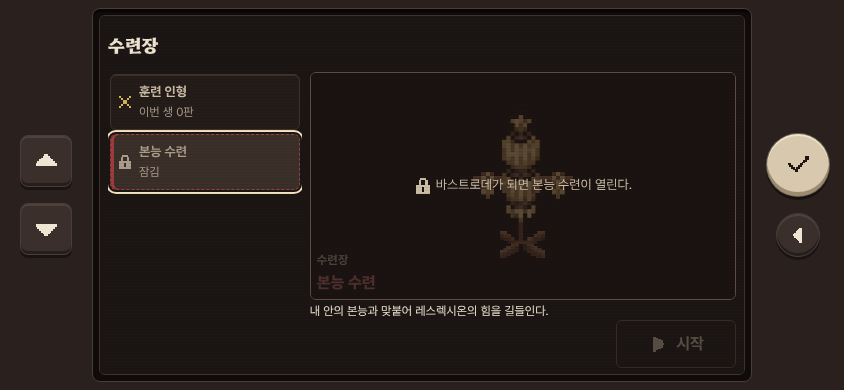 수련장
훈련 인형
이번 생 0판
본능 수련
잠김
바스트로데가 되면 본능 수련이 열린다.
수련장
본능 수련
내 안의 본능과 맞붙어 레스렉시온의 힘을 길들인다.
시작